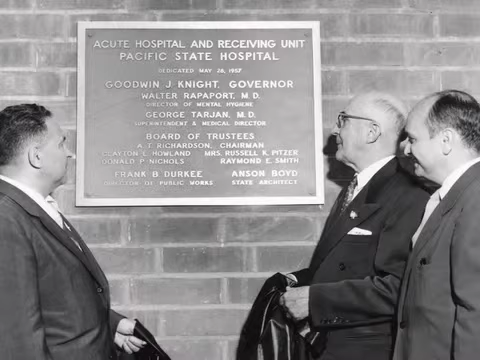 ACUTE HOSPITAL AND RECEIVING UNIT
PACIFIC STATE HOSPITAL
DEDICATED MAY 28, 1957
GOODWIN J. KNIGHT, GOVERNOR
WALTER RAPAPORT, M.D.
DIRECTOR OF MENTAL HYGIENE
GEORGE TARJAN, M.D.
SUPERINTENDENT & MEDICAL DIRECTOR
BOARD OF TRUSTEES
A. T. RICHARDSON, CHAIRMAN
CLAYTON E. HOWLAND MRS. RUSSELL K. PITZER
DONALD P. NICHOLS RAYMOND E. SMITH
FRANK B. DURKEE ANSON BOYD
DIRECTOR OF PUBLIC WORKS STATE ARCHITECT